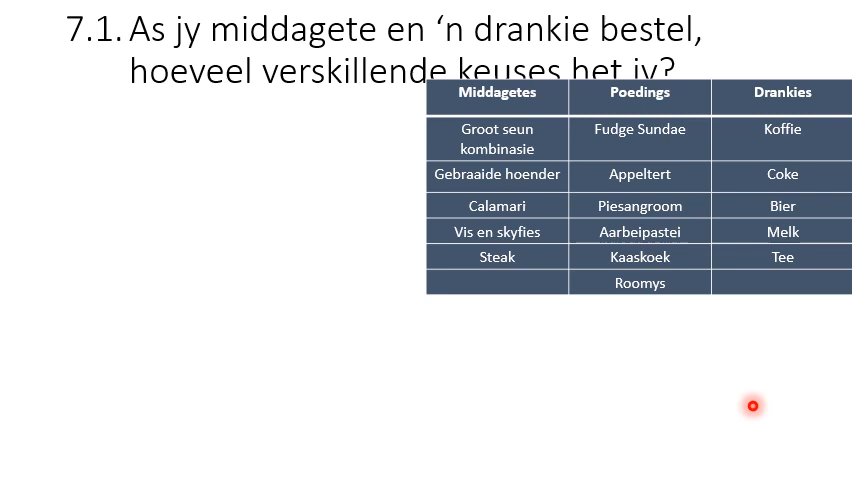 7.1. As jy middagete en ‘n drankie bestel,
hoeveel verskillende keuses het jy?
Middagetes Poedings Drankies
Groot seun kombinasie Fudge Sundae Koffie
Gebraaide hoender Appeltert Coke
Calamari Piesangroom Bier
Vis en skyfies Aarbeipastei Melk
Steak Kaaskoek Tee
Roomys